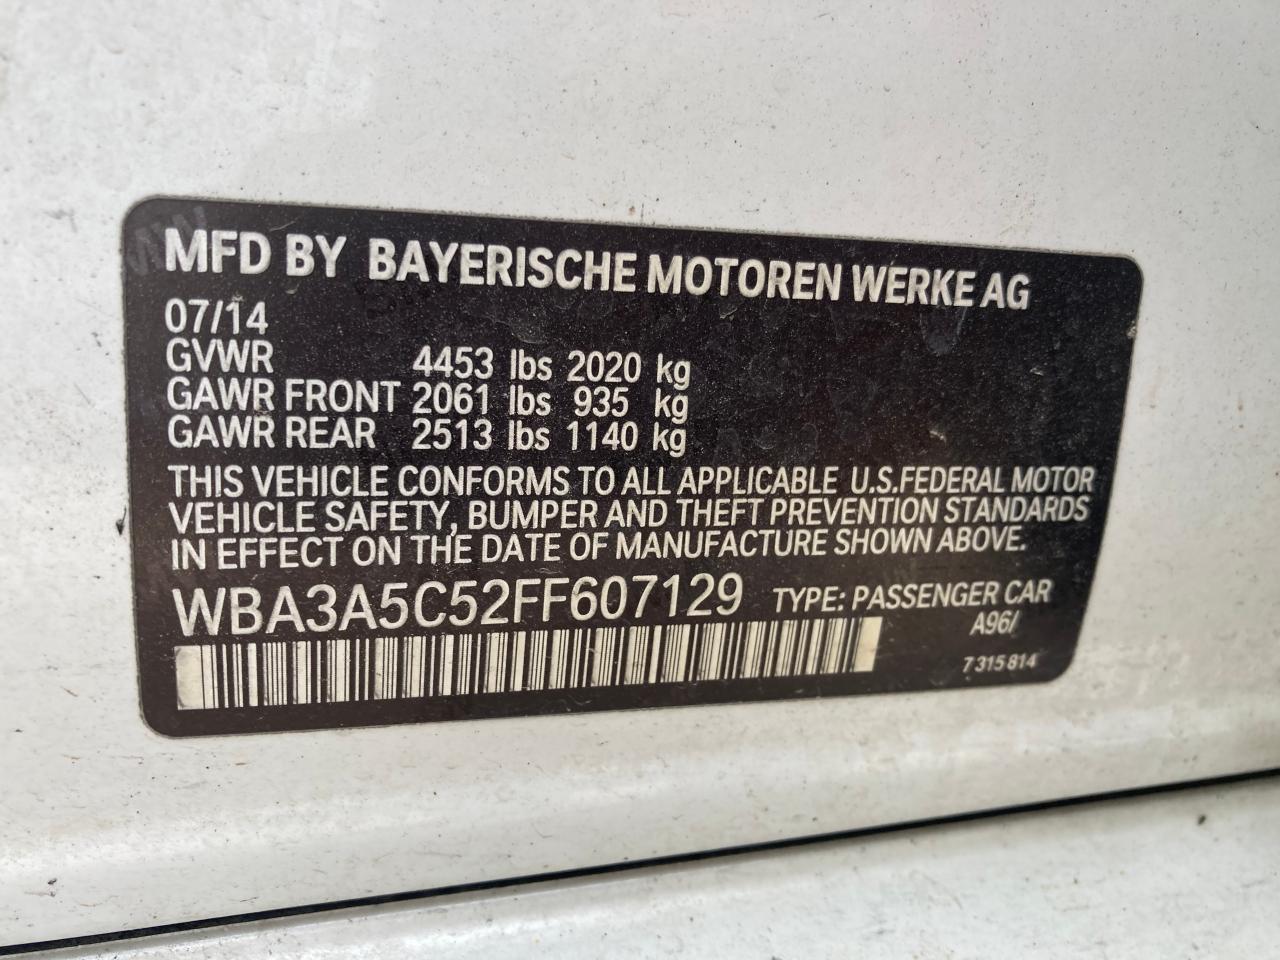 MFD BY BAYERISCHE MOTOREN WERKE AG
07/14
GVWR 4453 lbs 2020 kg
GAWR FRONT 2061 lbs 935 kg
GAWR REAR 2513 lbs 1140 kg
THIS VEHICLE CONFORMS TO ALL APPLICABLE U.S.FEDERAL MOTOR
VEHICLE SAFETY, BUMPER AND THEFT PREVENTION STANDARDS
IN EFFECT ON THE DATE OF MANUFACTURE SHOWN ABOVE.
WBA3A5C52FF607129 TYPE: PASSENGER CAR
A96/
7 315 814